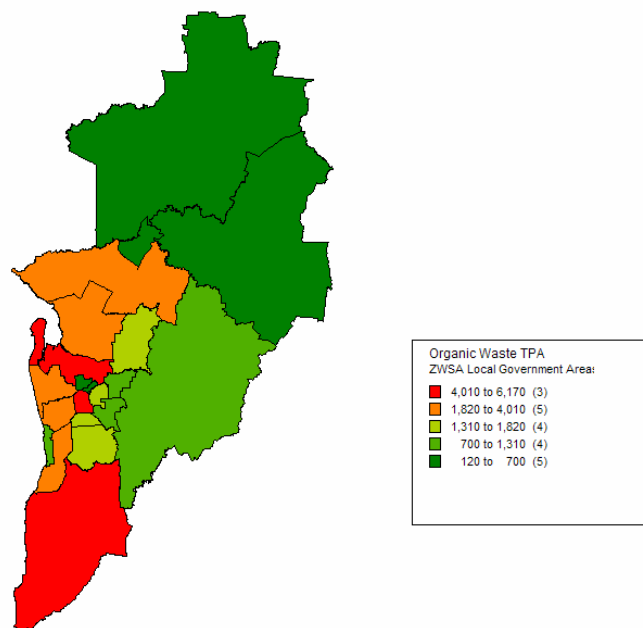 Organic Waste TPA
ZWSA Local Government Areas
4,010 to 6,170 (3)
1,820 to 4,010 (5)
1,310 to 1,820 (4)
700 to 1,310 (4)
120 to 700 (5)